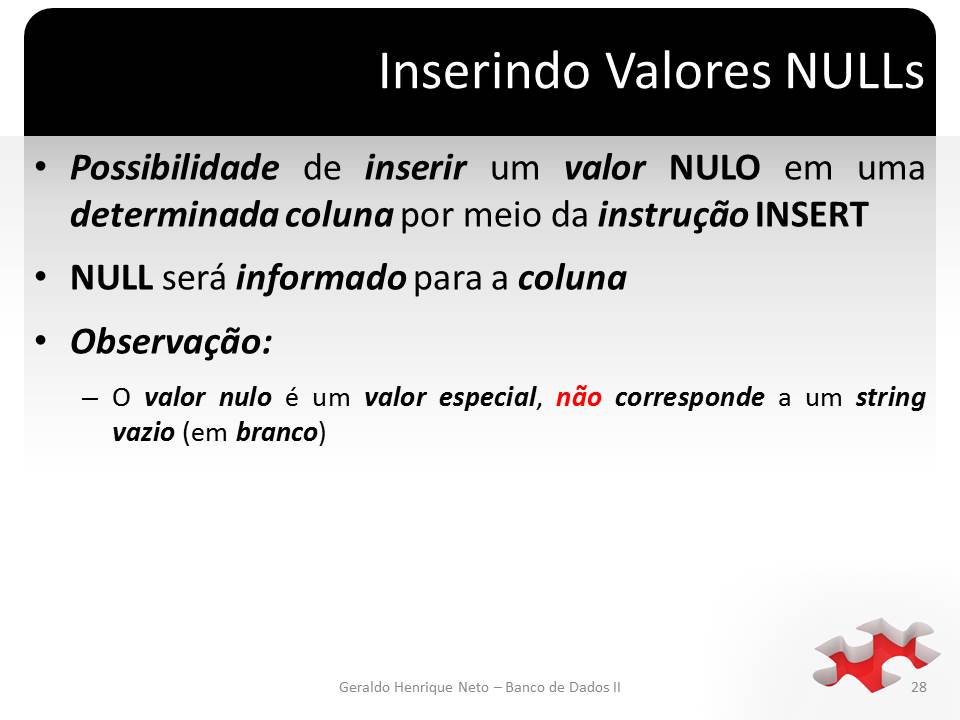 Inserindo Valores NULLs
• Possibilidade de inserir um valor NULO em uma
determinada coluna por meio da instrução INSERT
• NULL será informado para a coluna
• Observação:
– O valor nulo é um valor especial, não corresponde a um string
vazio (em branco)
Geraldo Henrique Neto – Banco de Dados II
28